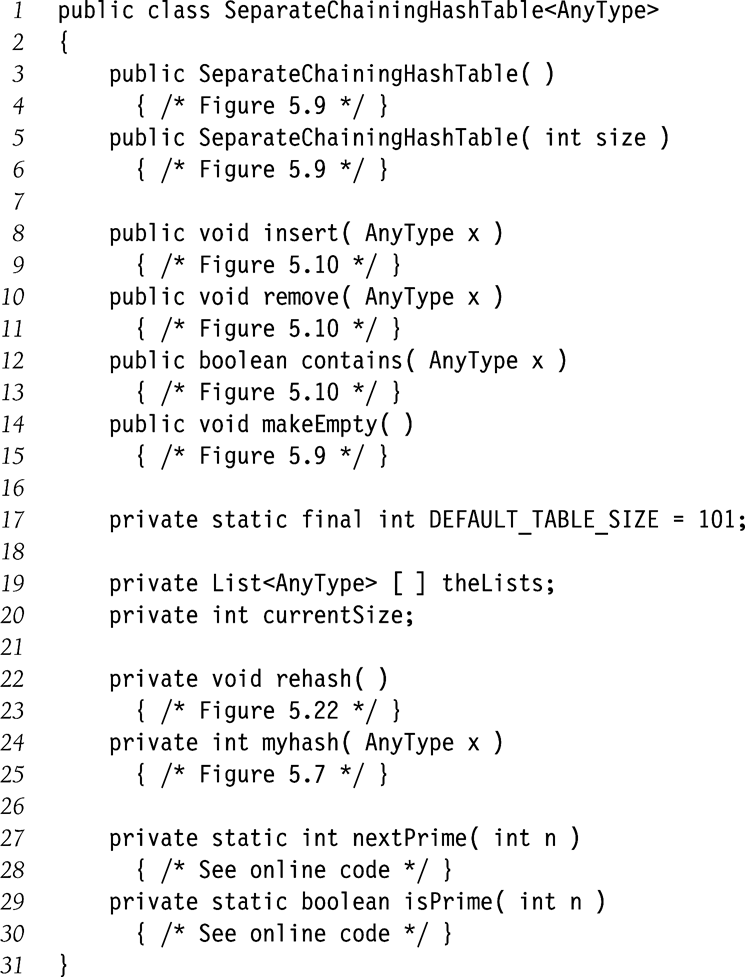 1 public class SeparateChainingHashTable<AnyType>
2 {
3 public SeparateChainingHashTable( )
4 { /* Figure 5.9 */ }
5 public SeparateChainingHashTable( int size )
6 { /* Figure 5.9 */ }
7
8 public void insert( AnyType x )
9 { /* Figure 5.10 */ }
10 public void remove( AnyType x )
11 { /* Figure 5.10 */ }
12 public boolean contains( AnyType x )
13 { /* Figure 5.10 */ }
14 public void makeEmpty( )
15 { /* Figure 5.9 */ }
16
17 private static final int DEFAULT_TABLE_SIZE = 101;
18
19 private List<AnyType> [ ] theLists;
20 private int currentSize;
21
22 private void rehash( )
23 { /* Figure 5.22 */ }
24 private int myhash( AnyType x )
25 { /* Figure 5.7 */ }
26
27 private static int nextPrime( int n )
28 { /* See online code */ }
29 private static boolean isPrime( int n )
30 { /* See online code */ }
31 }